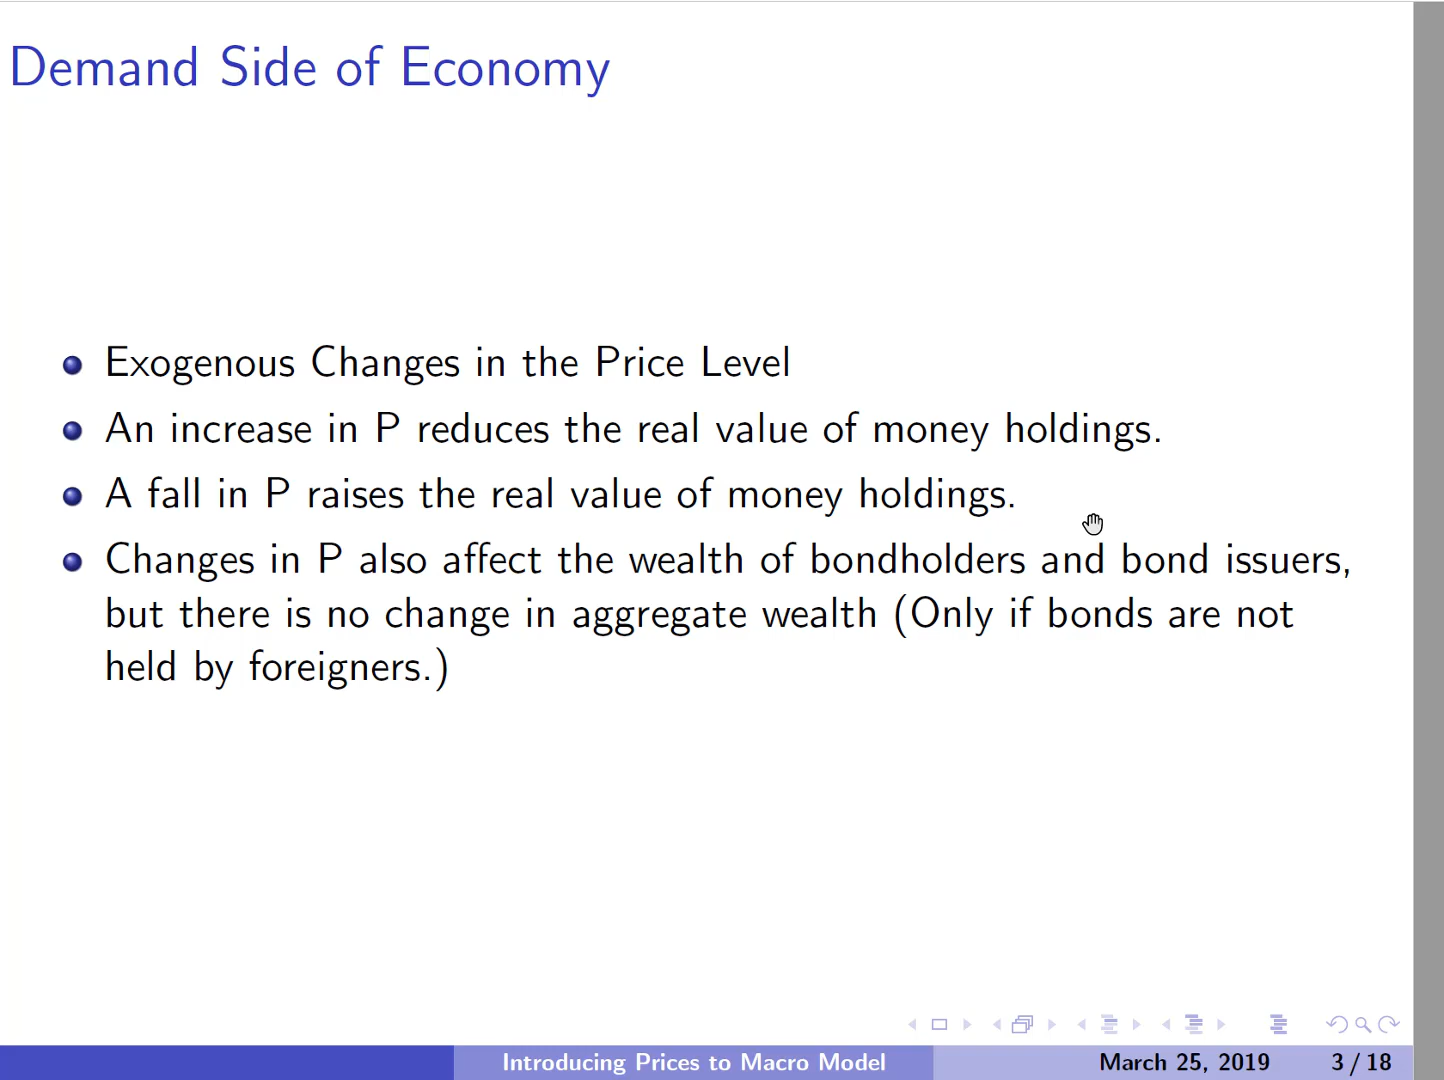 Demand Side of Economy
Exogenous Changes in the Price Level
An increase in P reduces the real value of money holdings.
A fall in P raises the real value of money holdings.
Changes in P also affect the wealth of bondholders and bond issuers,
but there is no change in aggregate wealth (Only if bonds are not
held by foreigners.)
Introducing Prices to Macro Model March 25, 2019 3 / 18